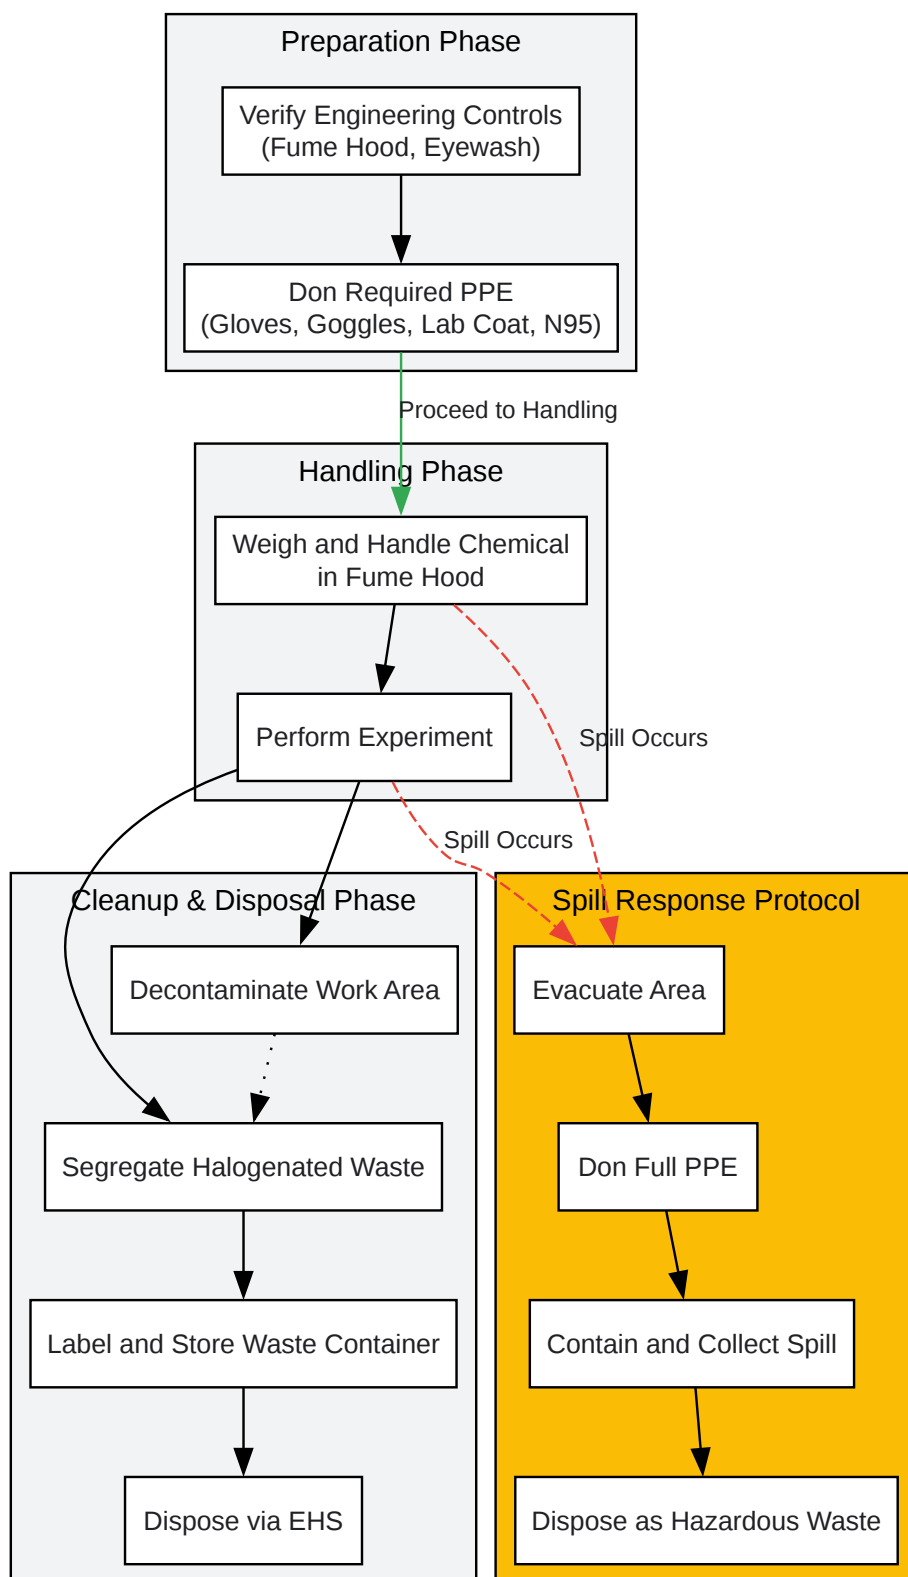 Preparation Phase
Verify Engineering Controls
(Fume Hood, Eyewash)
Don Required PPE
(Gloves, Goggles, Lab Coat, N95)
Proceed to Handling
Handling Phase
Weigh and Handle Chemical
in Fume Hood
Perform Experiment
Spill Occurs
Spill Occurs
Cleanup & Disposal Phase
Decontaminate Work Area
Segregate Halogenated Waste
Label and Store Waste Container
Dispose via EHS
Spill Response Protocol
Evacuate Area
Don Full PPE
Contain and Collect Spill
Dispose as Hazardous Waste